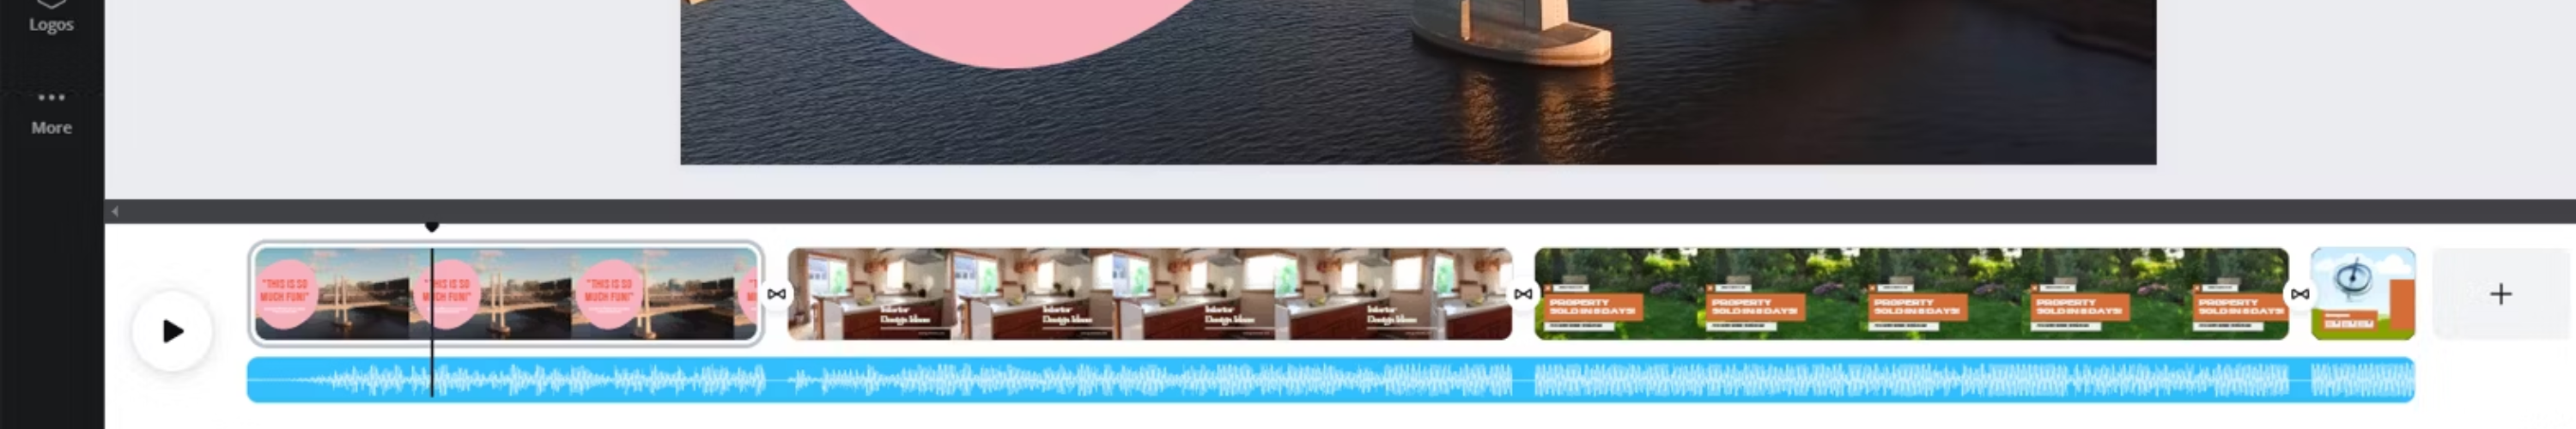 Logos
More
"THIS IS SO
MUCH FUN!"
"THIS IS SO
MUCH FUN!"
"THIS IS SO
MUCH FUN!"
Interior
Design Ideas
Interior
Design Ideas
Interior
Design Ideas
Interior
Design Ideas
PROPERTY
SOLD IN 8 DAYS!
PROPERTY
SOLD IN 8 DAYS!
PROPERTY
SOLD IN 8 DAYS!
PROPERTY
SOLD IN 8 DAYS!
PROPERTY
SOLD IN 8 DAYS!